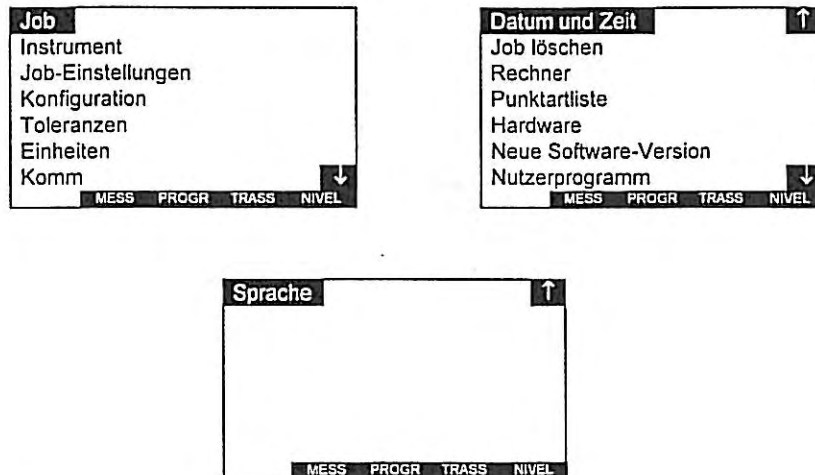 Job
Instrument
Job-Einstellungen
Konfiguration
Toleranzen
Einheiten
Komm ↓
MESS PROGR TRASS NIVEL
Datum und Zeit ↑
Job löschen
Rechner
Punktartliste
Hardware
Neue Software-Version
Nutzerprogramm ↓
MESS PROGR TRASS NIVEL
Sprache ↑
MESS PROGR TRASS NIVEL